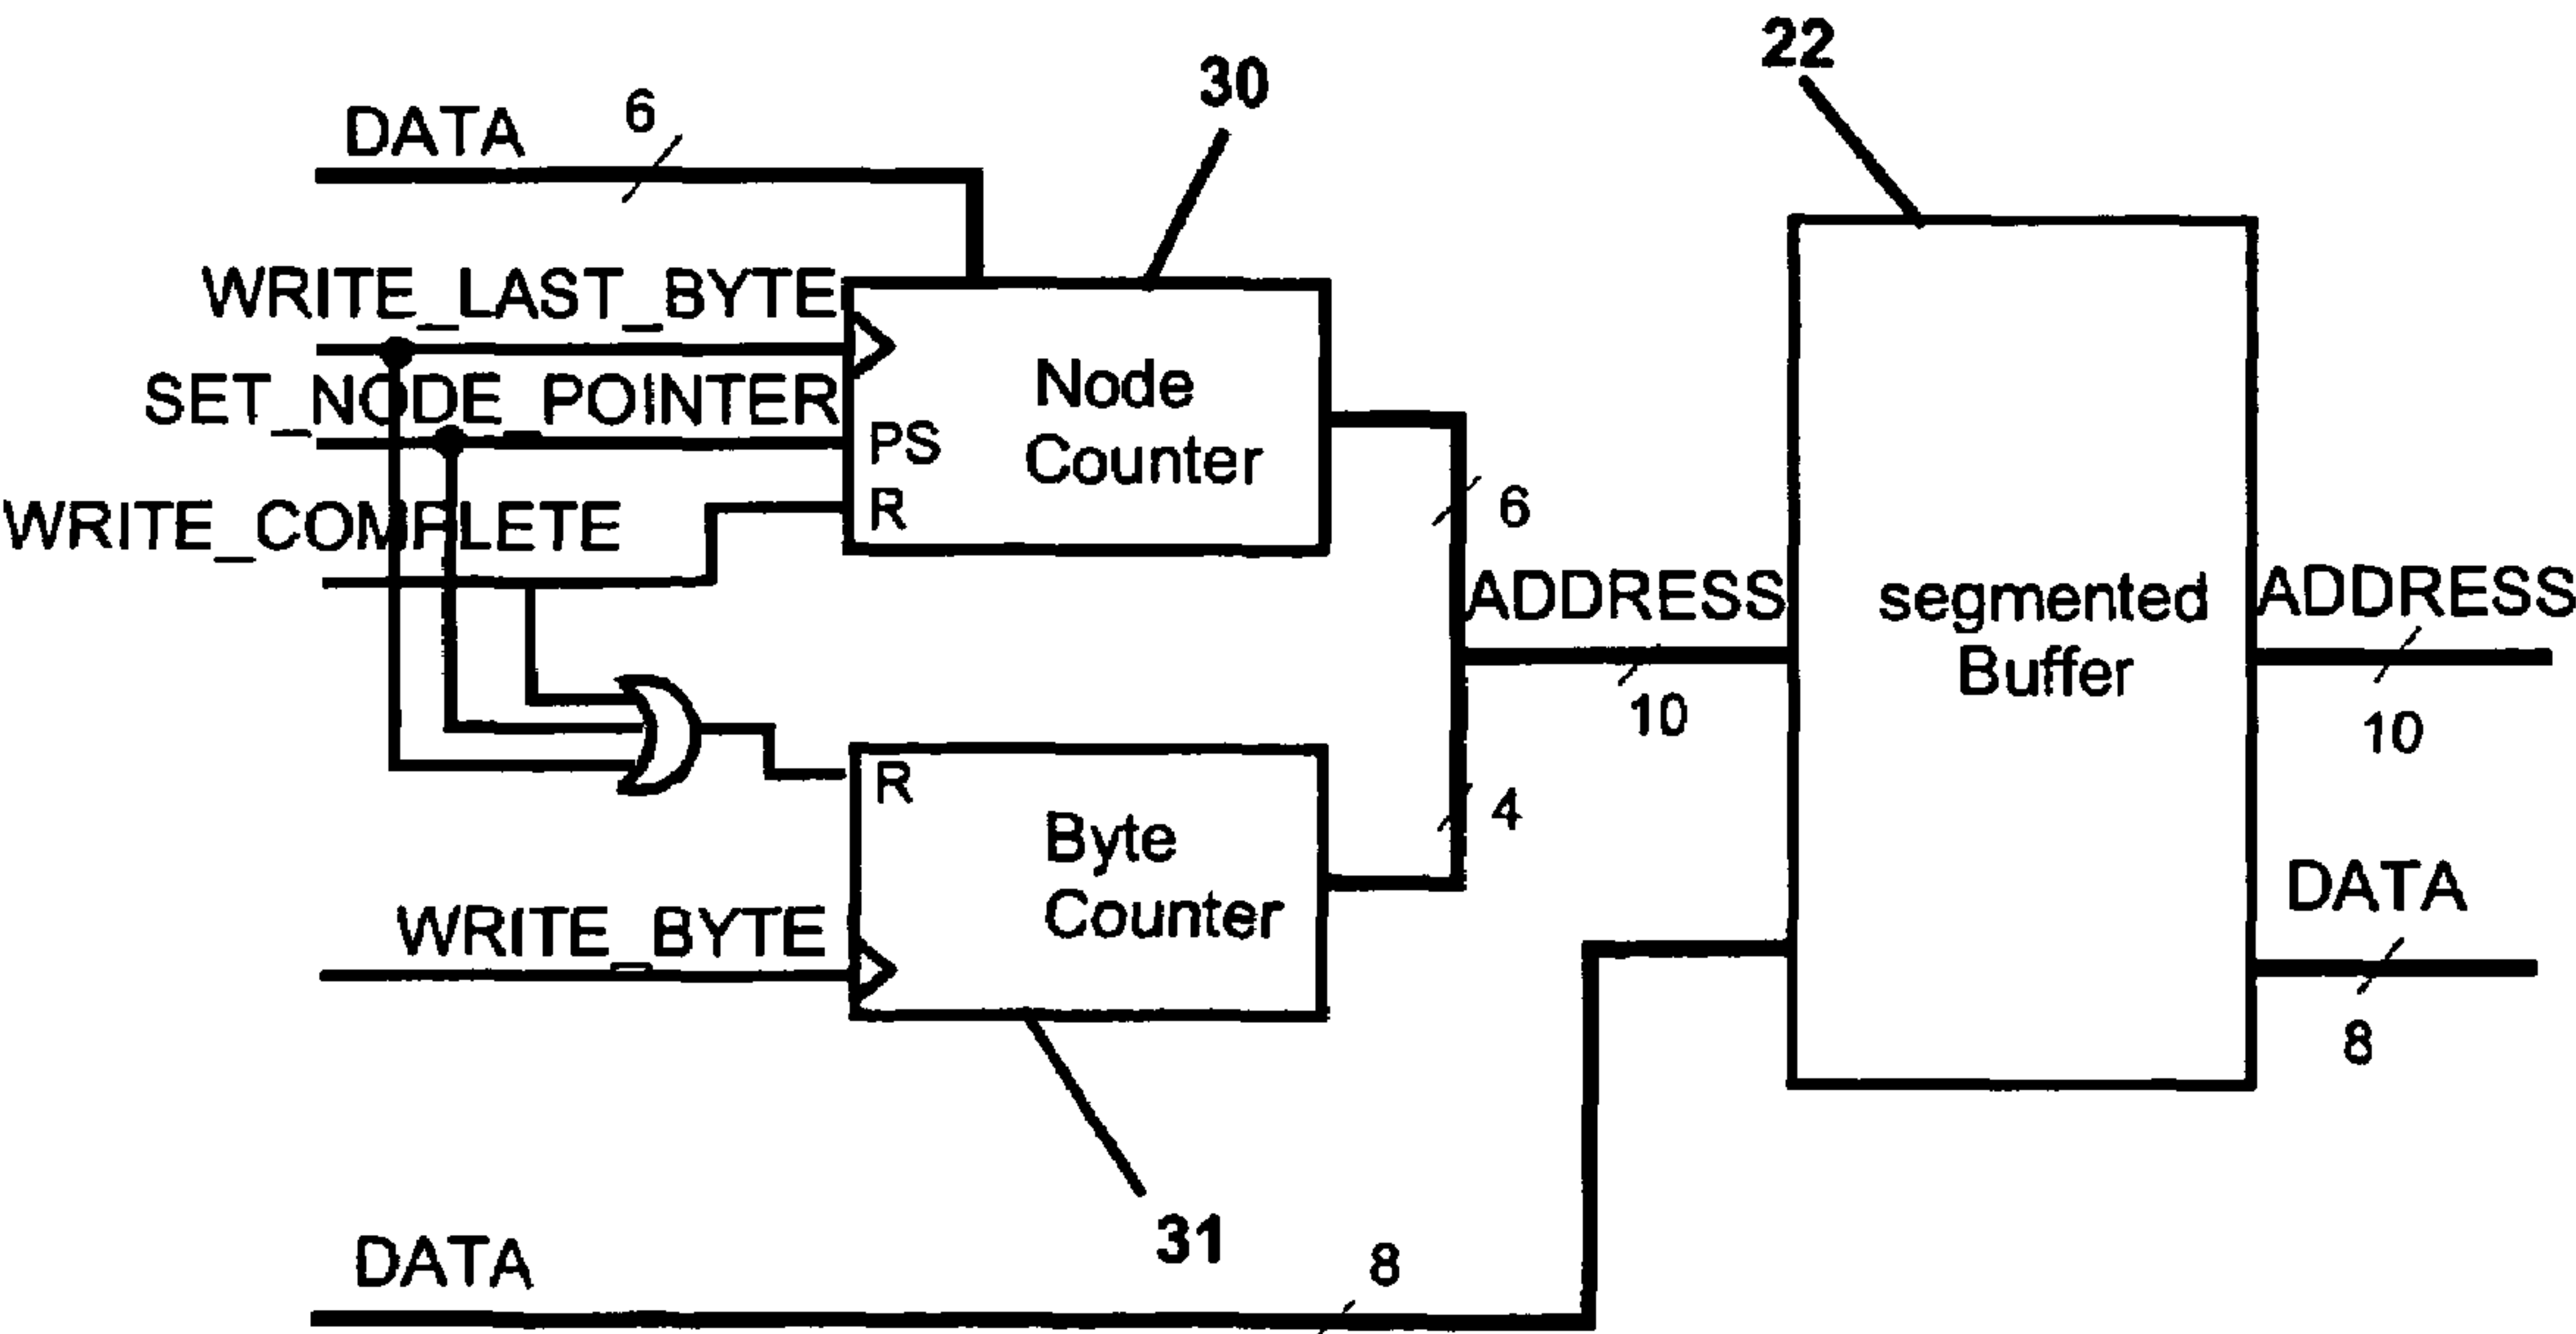 22
30
DATA
6
WRITE_LAST_BYTE
SET_NODE_POINTER
PS
R
WRITE_COMPLETE
Node
Counter
6
ADDRESS
10
segmented
Buffer
ADDRESS
10
R
Byte
Counter
4
WRITE_BYTE
DATA
8
31
DATA
8